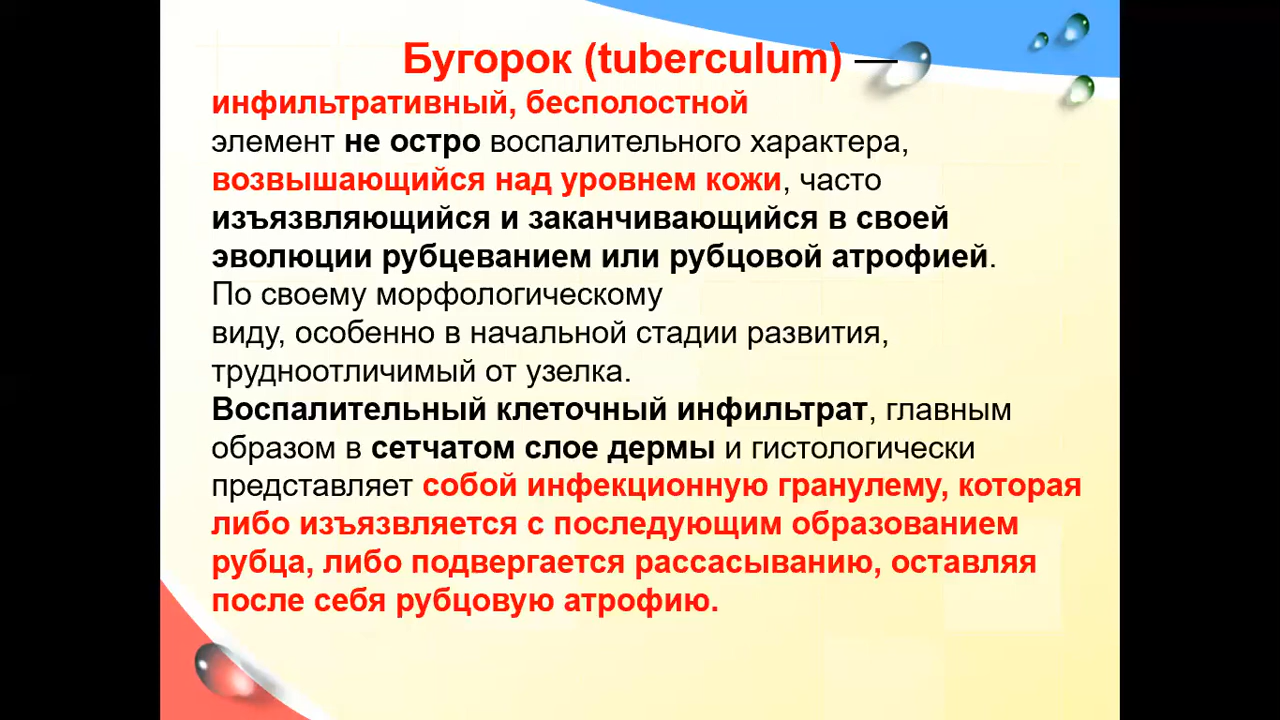 Бугорок (tuberculum) —
инфильтративный, бесполостной
элемент не остро воспалительного характера,
возвышающийся над уровнем кожи, часто
изъязвляющийся и заканчивающийся в своей
эволюции рубцеванием или рубцовой атрофией.
По своему морфологическому
виду, особенно в начальной стадии развития,
трудноотличимый от узелка.
Воспалительный клеточный инфильтрат, главным
образом в сетчатом слое дермы и гистологически
представляет собой инфекционную гранулему, которая
либо изъязвляется с последующим образованием
рубца, либо подвергается рассасыванию, оставляя
после себя рубцовую атрофию.